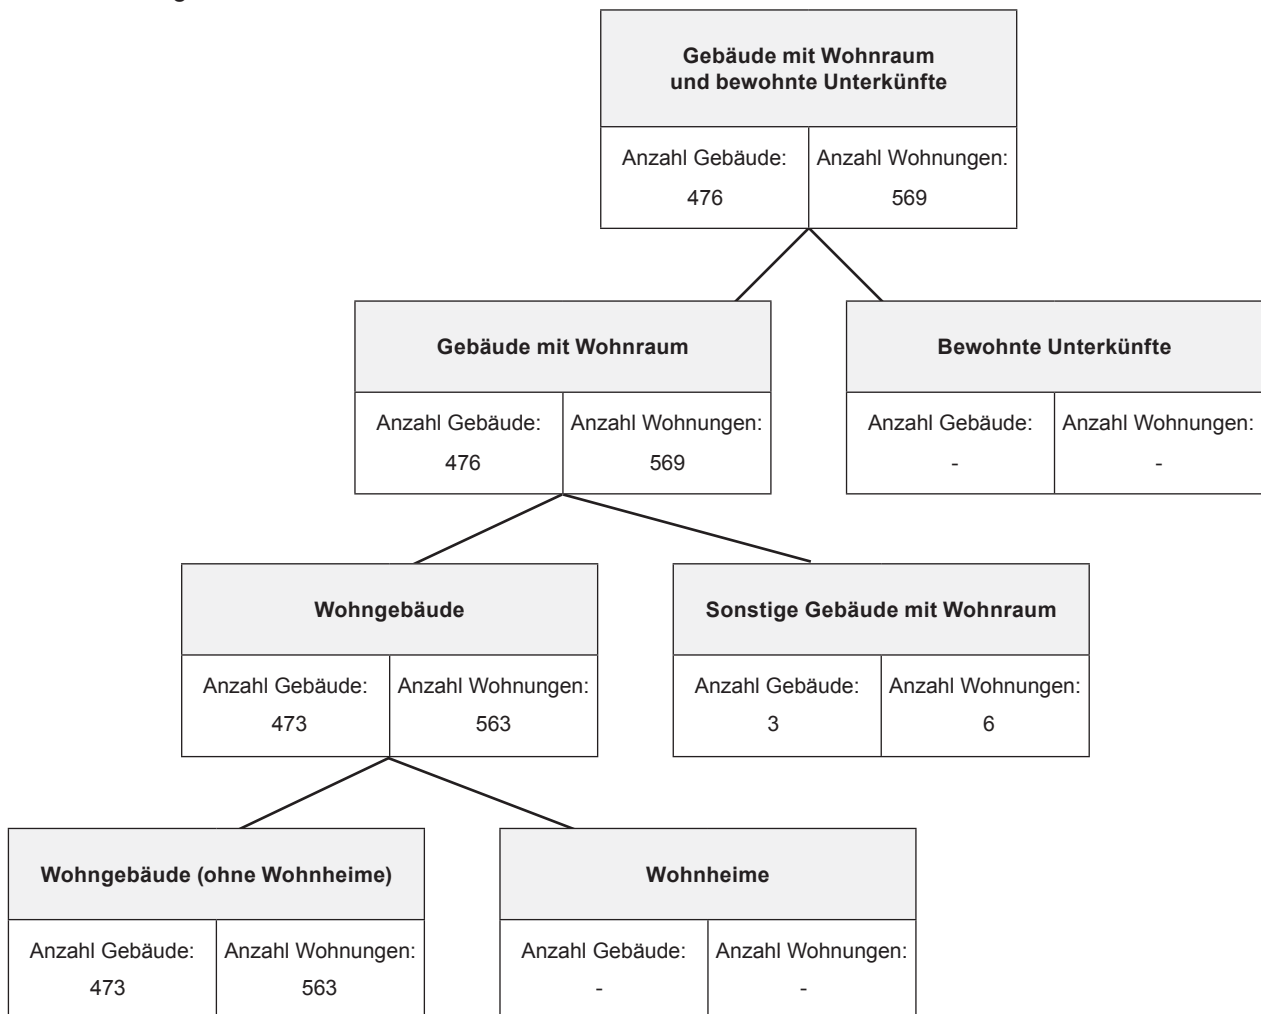 Gebäude mit Wohnraum
und bewohnte Unterkünfte
Anzahl Gebäude: Anzahl Wohnungen:
476 569
Gebäude mit Wohnraum
Anzahl Gebäude: Anzahl Wohnungen:
476 569
Bewohnte Unterkünfte
Anzahl Gebäude: Anzahl Wohnungen:
- -
Wohngebäude
Anzahl Gebäude: Anzahl Wohnungen:
473 563
Sonstige Gebäude mit Wohnraum
Anzahl Gebäude: Anzahl Wohnungen:
3 6
Wohngebäude (ohne Wohnheime)
Anzahl Gebäude: Anzahl Wohnungen:
473 563
Wohnheime
Anzahl Gebäude: Anzahl Wohnungen:
- -